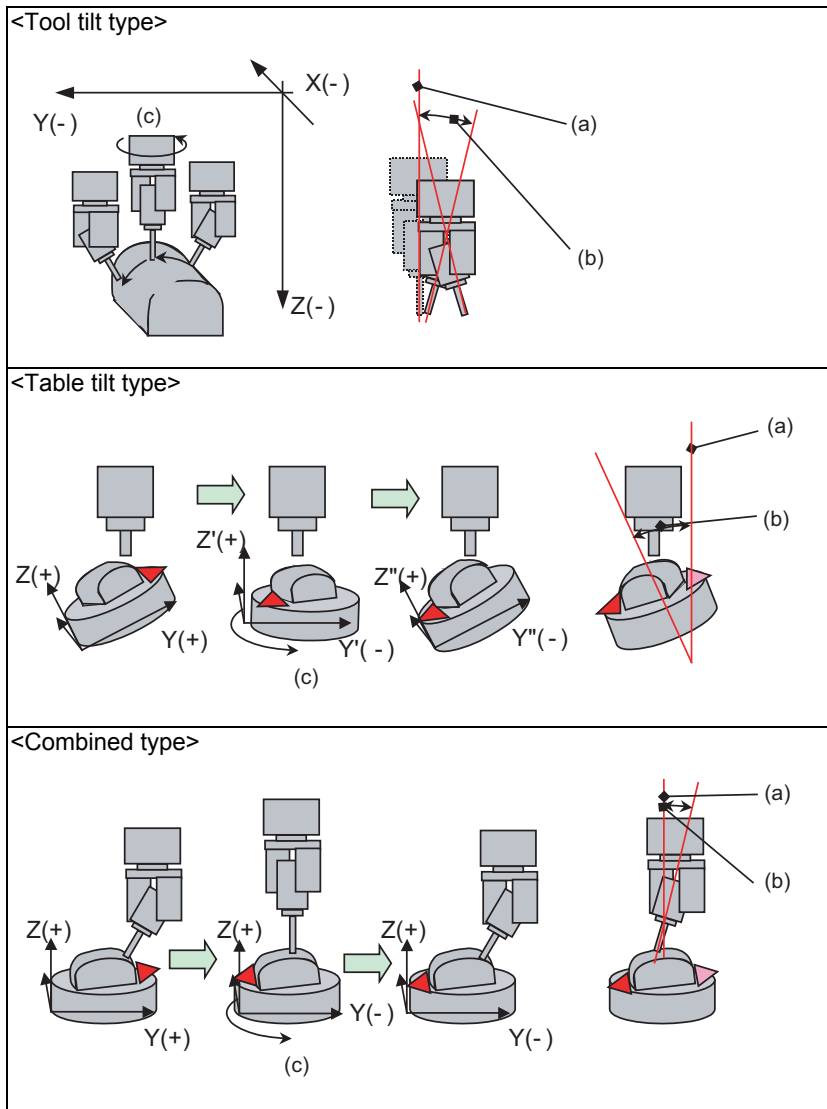 <Tool tilt type>
X(-)
Y(-)
(c)
(a)
(b)
Z(-)
<Table tilt type>
(a)
(b)
Z'(+)
Z(+)
Z"(+)
Y(+)
Y'(-)
Y"(-)
(c)
<Combined type>
(a)
(b)
Z(+)
Z(+)
Z(+)
Y(+)
Y(-)
Y(-)
(c)